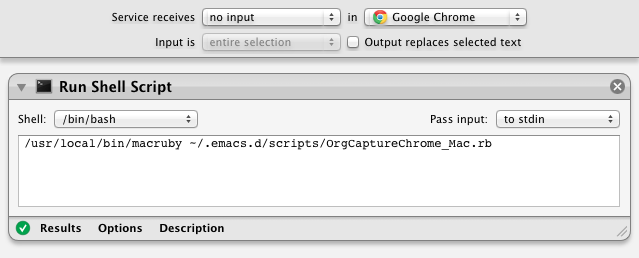 Service receives no input in Google Chrome
Input is entire selection Output replaces selected text
Run Shell Script
Shell: /bin/bash Pass input: to stdin
/usr/local/bin/macruby ~/.emacs.d/scripts/OrgCaptureChrome_Mac.rb
Results Options Description